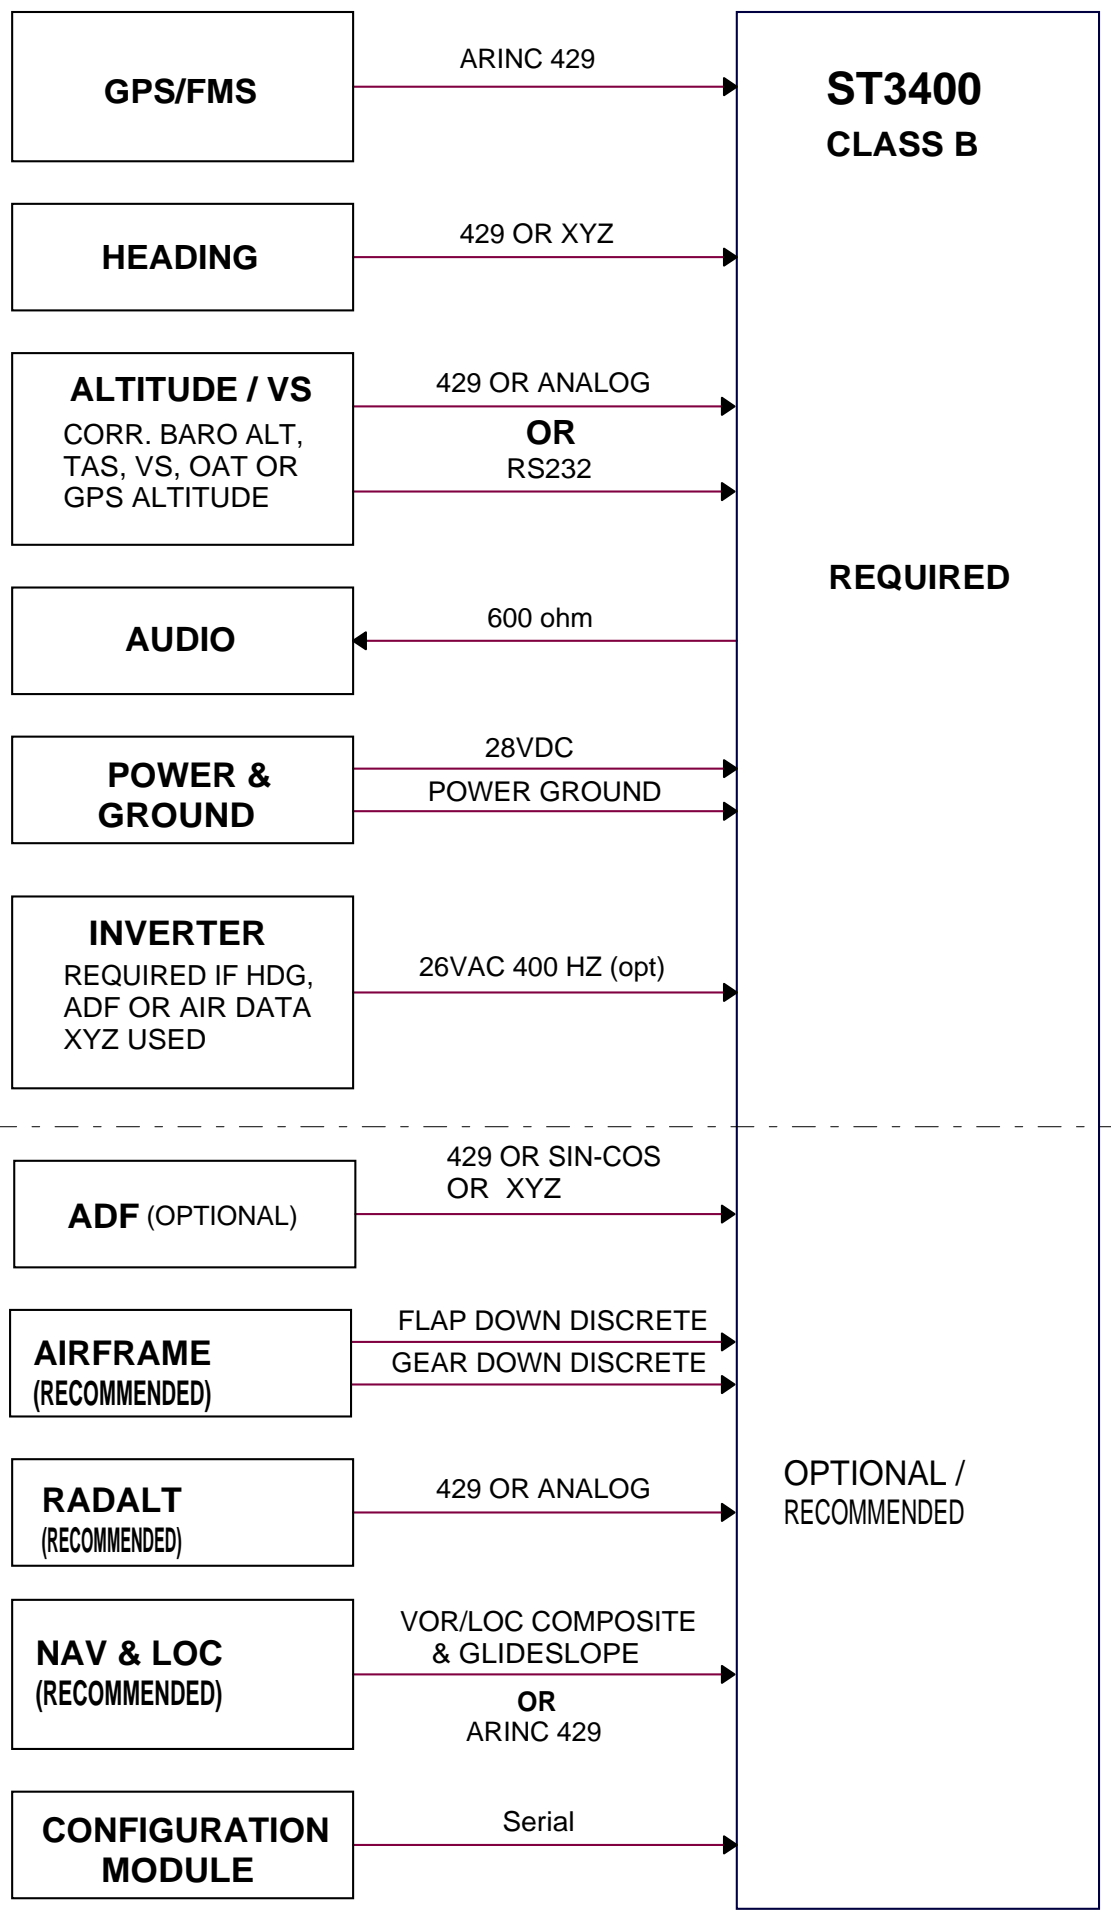 GPS/FMS
ARINC 429
ST3400
CLASS B
HEADING
429 OR XYZ
ALTITUDE / VS
CORR. BARO ALT,
TAS, VS, OAT OR
GPS ALTITUDE
429 OR ANALOG
OR
RS232
REQUIRED
AUDIO
600 ohm
POWER &
GROUND
28VDC
POWER GROUND
INVERTER
REQUIRED IF HDG,
ADF OR AIR DATA
XYZ USED
26VAC 400 HZ (opt)
ADF (OPTIONAL)
429 OR SIN-COS
OR XYZ
AIRFRAME
(RECOMMENDED)
FLAP DOWN DISCRETE
GEAR DOWN DISCRETE
RADALT
(RECOMMENDED)
429 OR ANALOG
OPTIONAL /
RECOMMENDED
NAV & LOC
(RECOMMENDED)
VOR/LOC COMPOSITE
& GLIDESLOPE
OR
ARINC 429
CONFIGURATION
MODULE
Serial